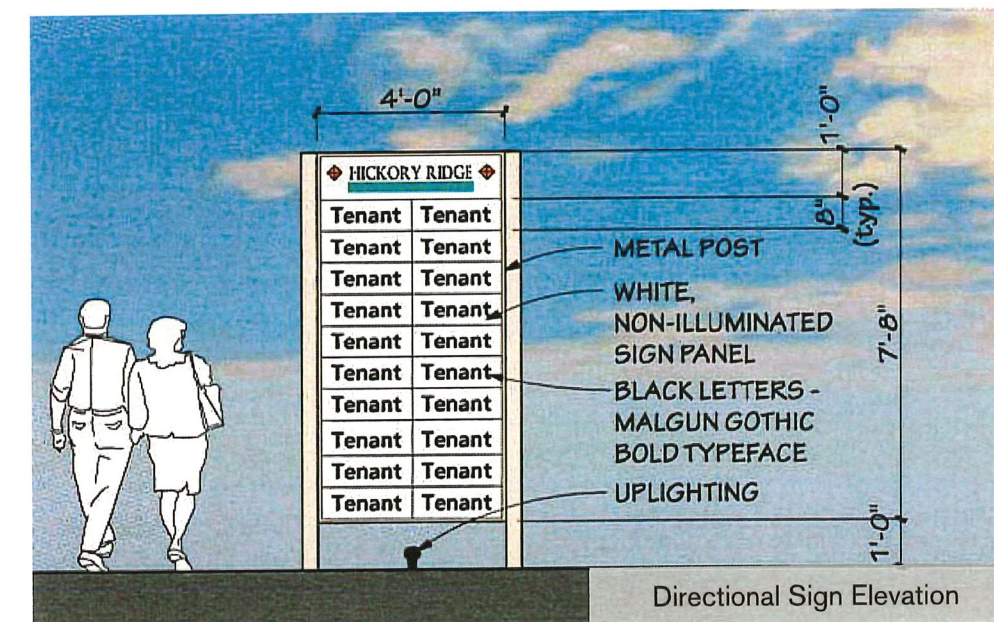 4'-0"
1'-0"
HICKORY RIDGE
8"
(typ.)
Tenant Tenant
Tenant Tenant
Tenant Tenant
Tenant Tenant
Tenant Tenant
Tenant Tenant
Tenant Tenant
Tenant Tenant
Tenant Tenant
Tenant Tenant
METAL POST
WHITE,
NON-ILLUMINATED
SIGN PANEL
7'-8"
BLACK LETTERS -
MALGUN GOTHIC
BOLD TYPEFACE
UPLIGHTING
1'-0"
Directional Sign Elevation